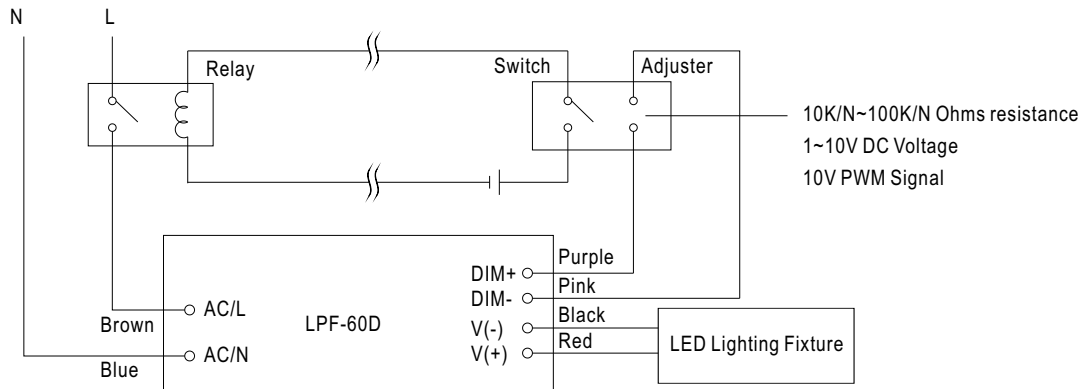 N
L
Relay
Switch
Adjuster
10K/N~100K/N Ohms resistance
1~10V DC Voltage
10V PWM Signal
Brown
Blue
AC/L
AC/N
LPF-60D
DIM+
DIM-
V(-)
V(+)
Purple
Pink
Black
Red
LED Lighting Fixture